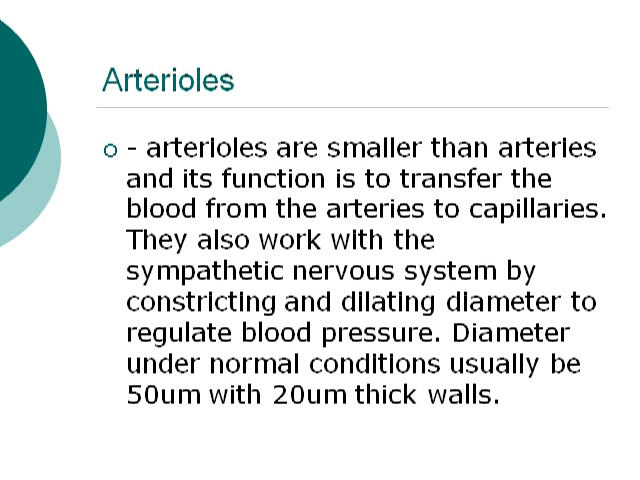 Arterioles
- arterioles are smaller than arteries
and its function is to transfer the
blood from the arteries to capillaries.
They also work with the
sympathetic nervous system by
constricting and dilating diameter to
regulate blood pressure. Diameter
under normal conditions usually be
50um with 20um thick walls.